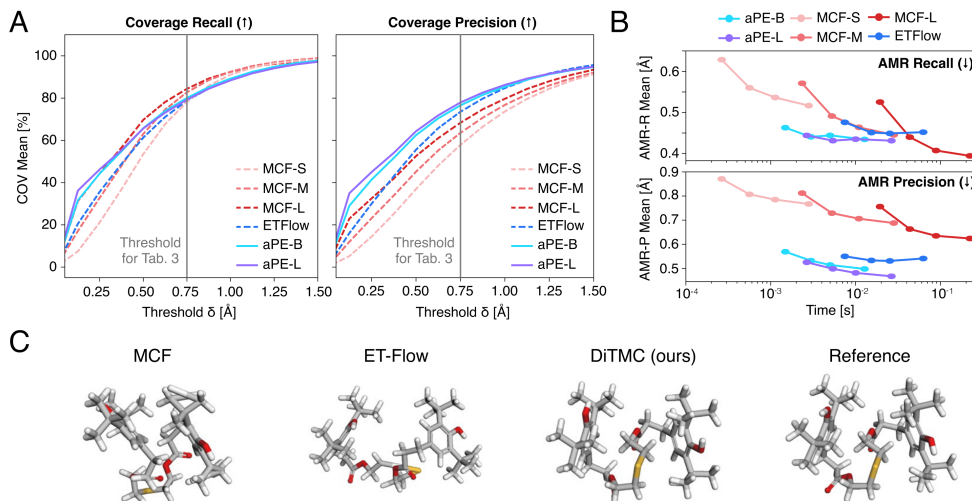 A
Coverage Recall (↑)
COV Mean [%]
100
80
60
40
20
0
0.25
0.50
0.75
1.00
1.25
1.50
Threshold δ [Å]
Threshold
for Tab. 3
MCF-S
MCF-M
MCF-L
ETFlow
aPE-B
aPE-L
Coverage Precision (↑)
0.25
0.50
0.75
1.00
1.25
1.50
Threshold δ [Å]
Threshold
for Tab. 3
MCF-S
MCF-M
MCF-L
ETFlow
aPE-B
aPE-L
B
aPE-B
MCF-S
MCF-L
aPE-L
MCF-M
ETFlow
AMR Recall (↓)
AMR-R Mean [Å]
0.6
0.5
0.4
AMR Precision (↓)
AMR-P Mean [Å]
0.8
0.7
0.6
0.5
10⁻⁴
10⁻³
10⁻²
10⁻¹
Time [s]
C
MCF
ET-Flow
DiTMC (ours)
Reference